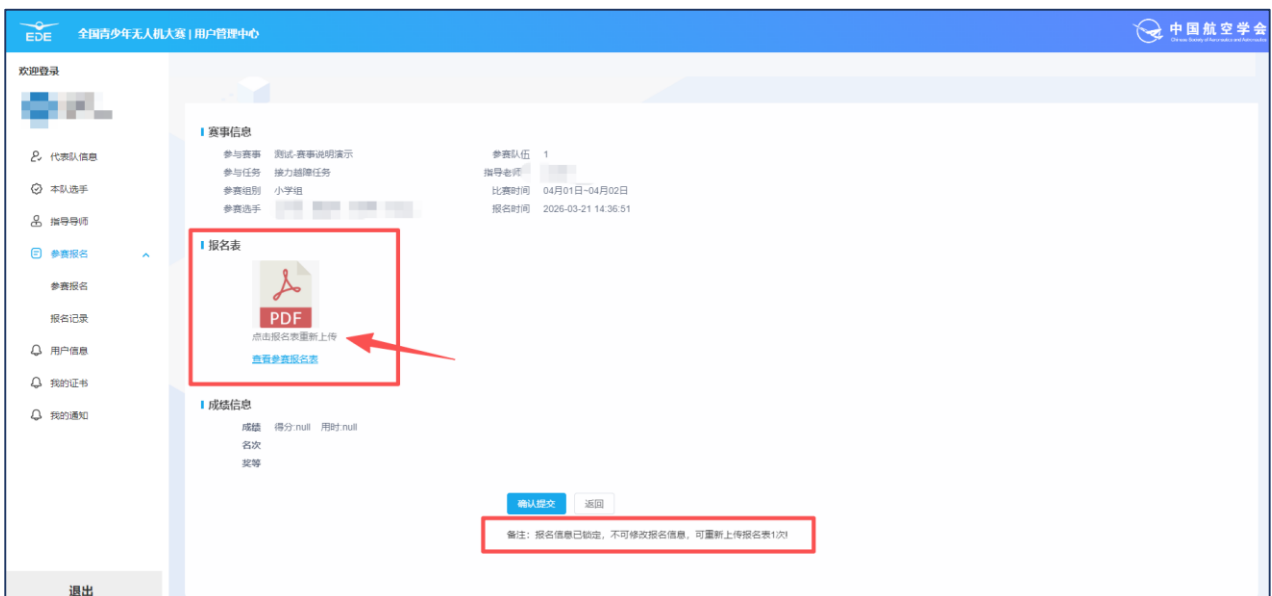 EDE 全国青少年无人机大赛 | 用户管理中心
中国航空学会
欢迎登录
代表队信息
本队选手
指导导师
参赛报名
参赛报名
报名记录
用户信息
我的证书
我的通知
退出
赛事信息
参与赛事 测试-赛事说明演示 参赛队伍 1
参与任务 接力越障任务 指导老师
参赛组别 小学组 比赛时间 04月01日~04月02日
参赛选手 报名时间 2026-03-21 14:36:51
报名表
PDF
点击报名表重新上传
查看参赛报名表
成绩信息
成绩 得分:null 用时:null
名次
奖等
确认提交 返回
备注：报名信息已锁定，不可修改报名信息，可重新上传报名表1次!